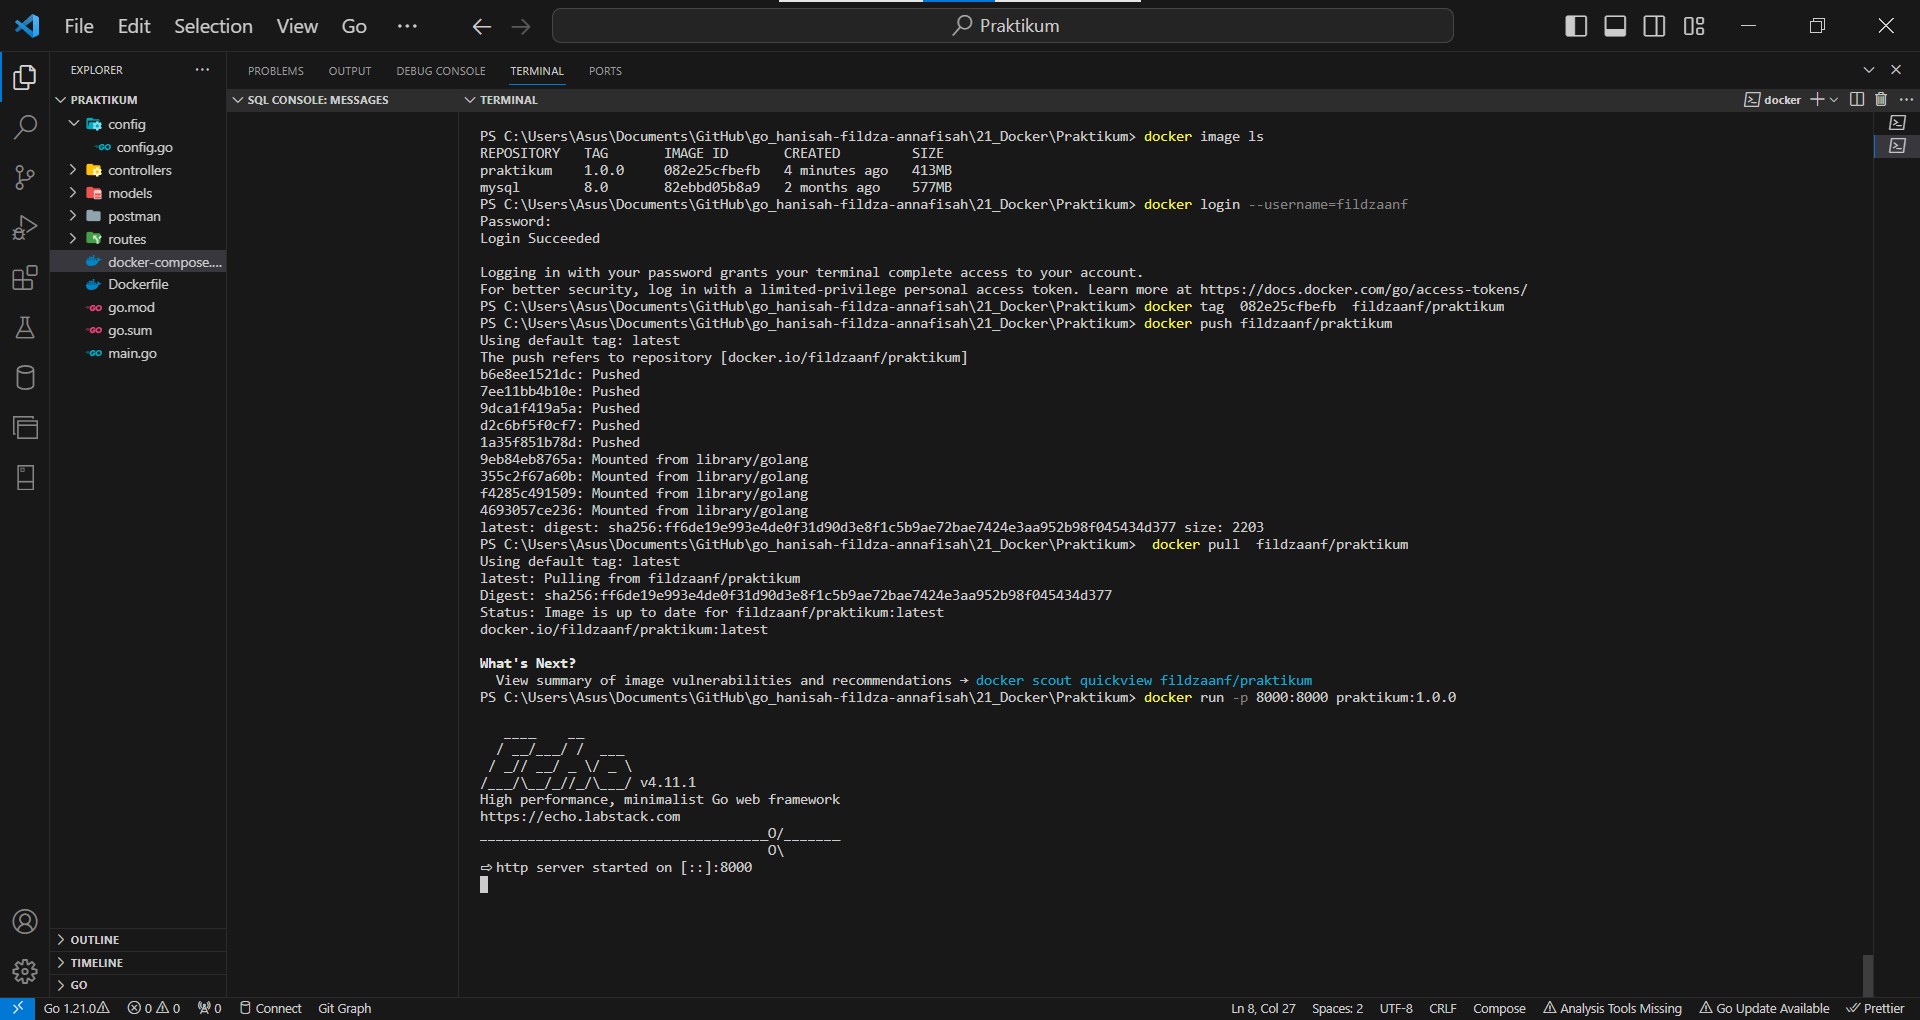 File Edit Selection View Go ··· Praktikum
EXPLORER ···
PRAKTIKUM
config
config.go
controllers
models
postman
routes
docker-compose....
Dockerfile
go.mod
go.sum
main.go
OUTLINE
TIMELINE
GO
PROBLEMS OUTPUT DEBUG CONSOLE TERMINAL PORTS
SQL CONSOLE: MESSAGES
TERMINAL
docker
PS C:\Users\Asus\Documents\GitHub\go_hanisah-fildza-annafisah\21_Docker\Praktikum> docker image ls
REPOSITORY TAG IMAGE ID CREATED SIZE
praktikum 1.0.0 082e25cfbefb 4 minutes ago 413MB
mysql 8.0 82ebbd05b8a9 2 months ago 577MB
PS C:\Users\Asus\Documents\GitHub\go_hanisah-fildza-annafisah\21_Docker\Praktikum> docker login --username=fildzaanf
Password:
Login Succeeded
Logging in with your password grants your terminal complete access to your account.
For better security, log in with a limited-privilege personal access token. Learn more at https://docs.docker.com/go/access-tokens/
PS C:\Users\Asus\Documents\GitHub\go_hanisah-fildza-annafisah\21_Docker\Praktikum> docker tag 082e25cfbefb fildzaanf/praktikum
PS C:\Users\Asus\Documents\GitHub\go_hanisah-fildza-annafisah\21_Docker\Praktikum> docker push fildzaanf/praktikum
Using default tag: latest
The push refers to repository [docker.io/fildzaanf/praktikum]
b6e8ee1521dc: Pushed
7ee11bb4b10e: Pushed
9dca1f419a5a: Pushed
d2c6bf5f0cf7: Pushed
1a35f851b78d: Pushed
9eb84eb8765a: Mounted from library/golang
355c2f67a60b: Mounted from library/golang
f4285c491509: Mounted from library/golang
4693057ce236: Mounted from library/golang
latest: digest: sha256:ff6de19e993e4de0f31d90d3e8f1c5b9ae72bae7424e3aa952b98f045434d377 size: 2203
PS C:\Users\Asus\Documents\GitHub\go_hanisah-fildza-annafisah\21_Docker\Praktikum> docker pull fildzaanf/praktikum
Using default tag: latest
latest: Pulling from fildzaanf/praktikum
Digest: sha256:ff6de19e993e4de0f31d90d3e8f1c5b9ae72bae7424e3aa952b98f045434d377
Status: Image is up to date for fildzaanf/praktikum:latest
docker.io/fildzaanf/praktikum:latest
What's Next?
View summary of image vulnerabilities and recommendations → docker scout quickview fildzaanf/praktikum
PS C:\Users\Asus\Documents\GitHub\go_hanisah-fildza-annafisah\21_Docker\Praktikum> docker run -p 8000:8000 praktikum:1.0.0
   ____    __
  / __/___/ /  ___
 / _// __/ _ \/ _ \
/___/\__/_//_/\___/ v4.11.1
High performance, minimalist Go web framework
https://echo.labstack.com
____________________________________O/_______
                                    O\
⇨ http server started on [::]:8000
Go 1.21.0 0 0 0 Connect Git Graph Ln 8, Col 27 Spaces: 2 UTF-8 CRLF Compose Analysis Tools Missing Go Update Available Prettier